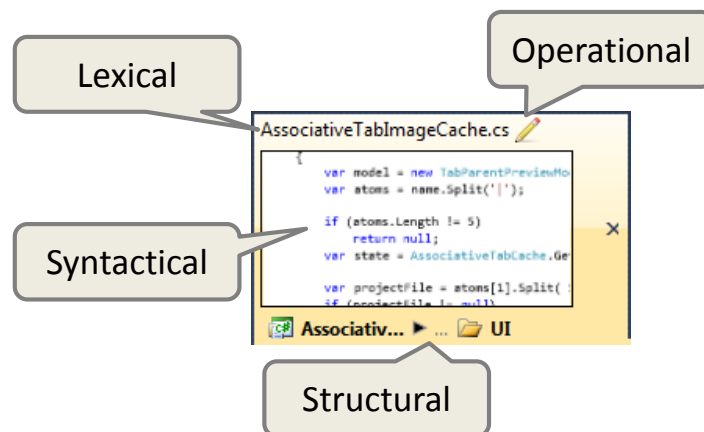 Operational
Lexical
AssociativeTabImageCache.cs
{
var model = new TabParentPreviewMo
var atoms = name.Split('|');
if (atoms.Length != 5)
return null;
var state = AssociativeTabCache.Ge
Syntactical
var projectFile = atoms[1].Split(
if (projectFile != null)
Associativ... ▶ ... UI
Structural